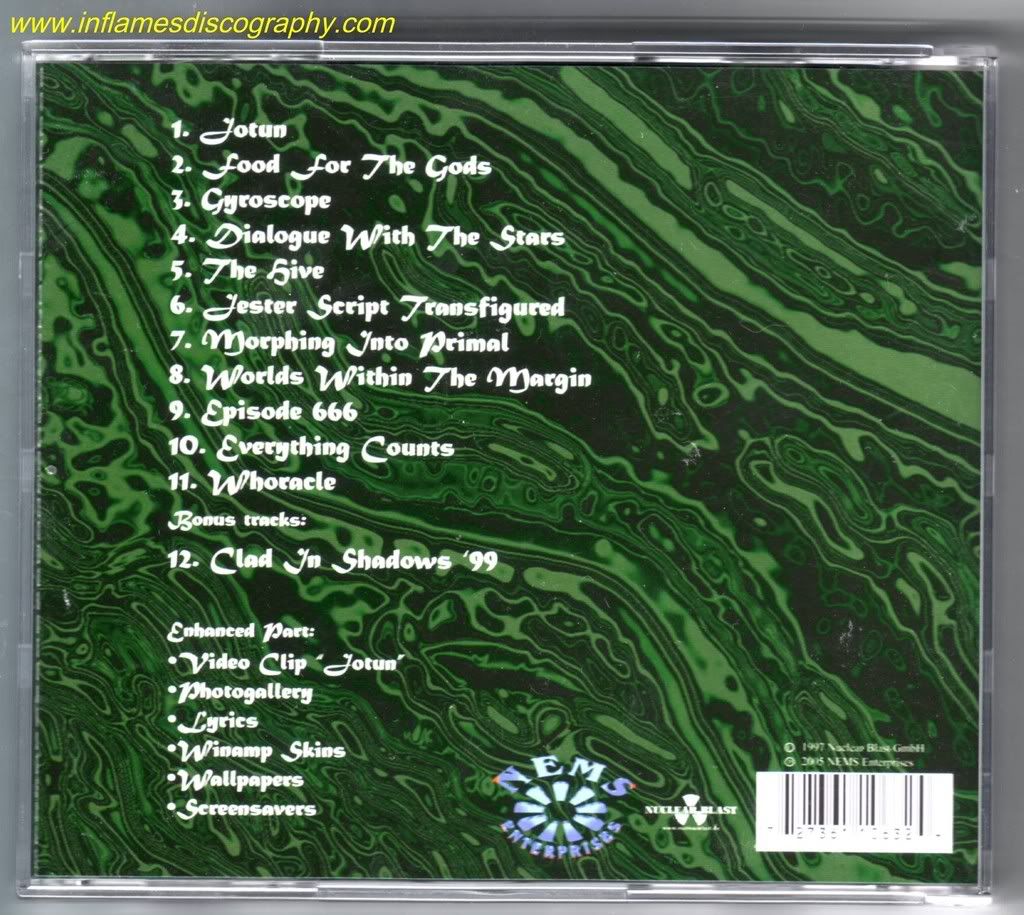 www.inflamesdiscography.com
1. Jotun
2. Food For The Gods
3. Gyroscope
4. Dialogue With The Stars
5. The Hive
6. Jester Script Transfigured
7. Morphing Into Primal
8. Worlds Within The Margin
9. Episode 666
10. Everything Counts
11. Whoracle
Bonus tracks:
12. Clad In Shadows '99
Enhanced Part:
•Video Clip "Jotun"
•Photogallery
•Lyrics
•Winamp Skins
•Wallpapers
•Screensavers
NEMS
ENTERPRISES
NUCLEAR BLAST
www.nuclearblast.de
℗ 1997 Nuclear Blast GmbH
© 2005 NEMS Enterprises